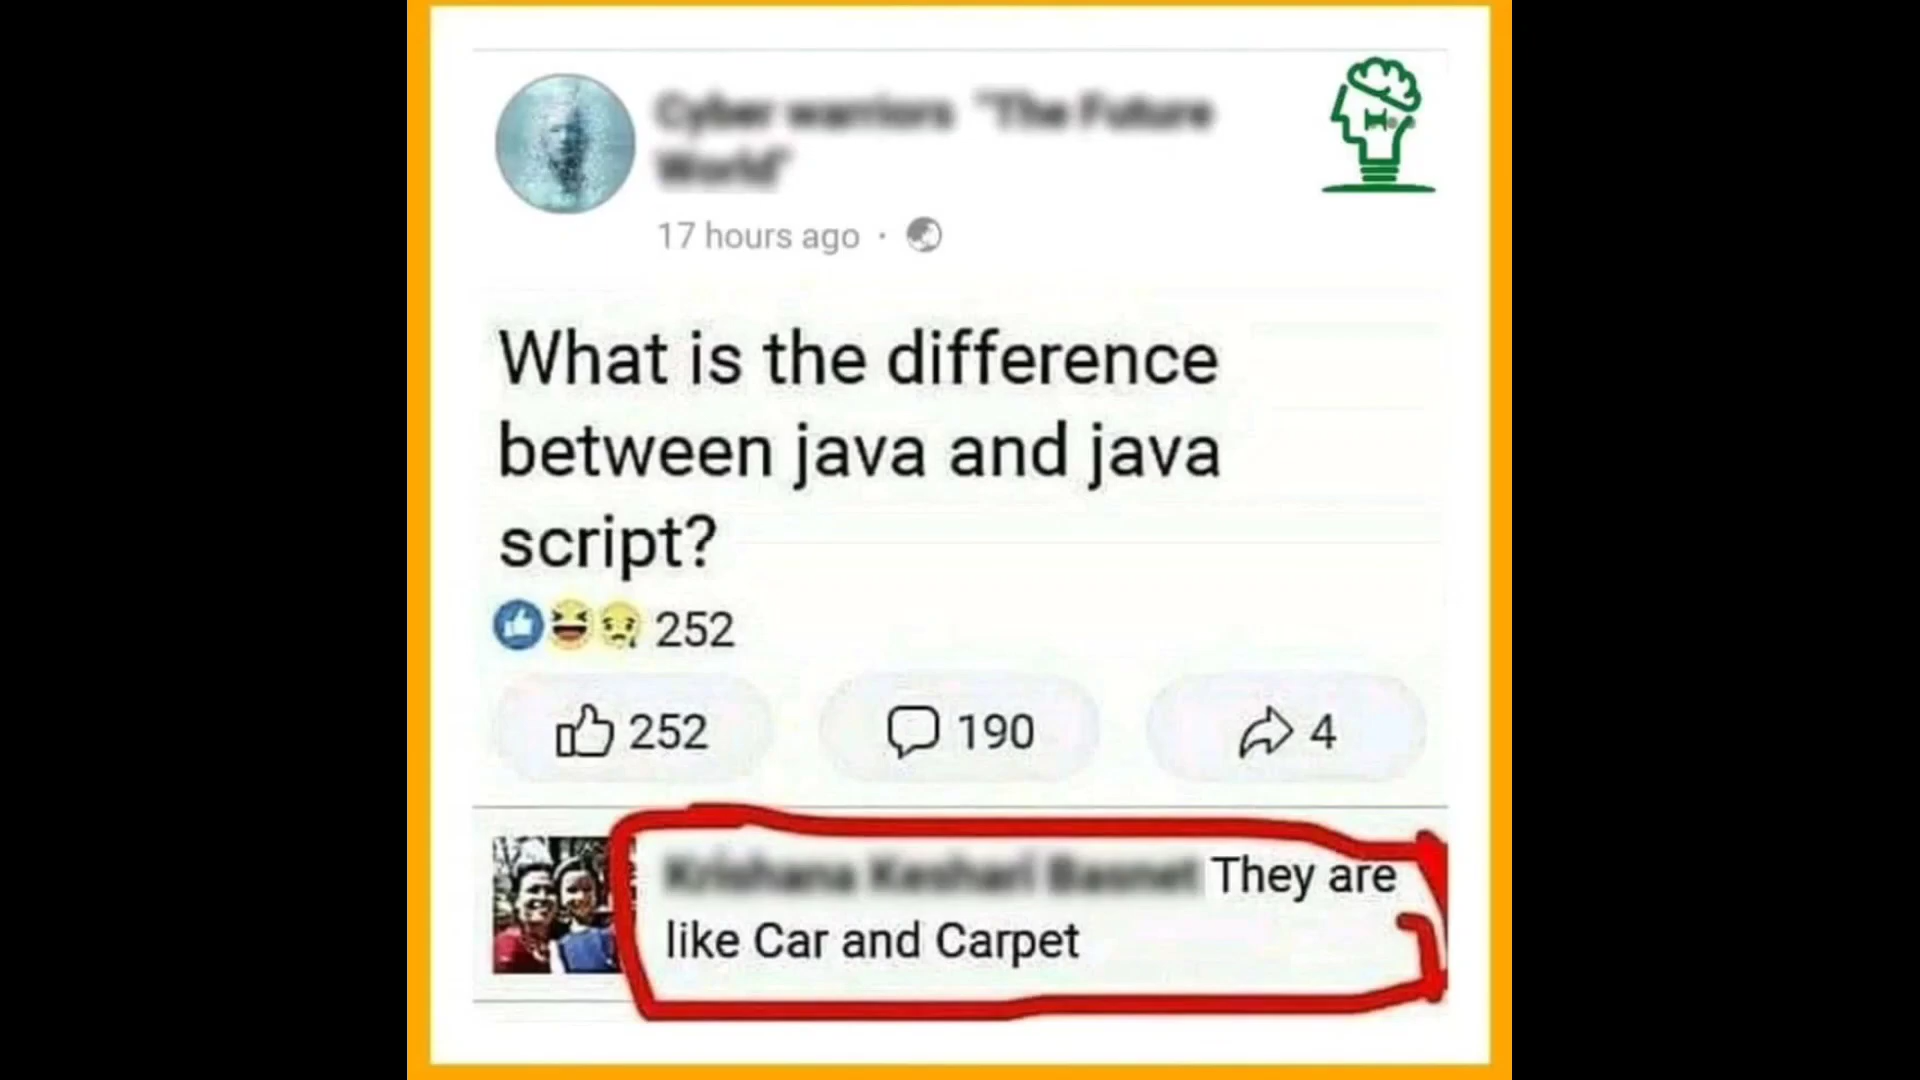 17 hours ago ·
What is the difference
between java and java
script?
252
252
190
4
They are
like Car and Carpet